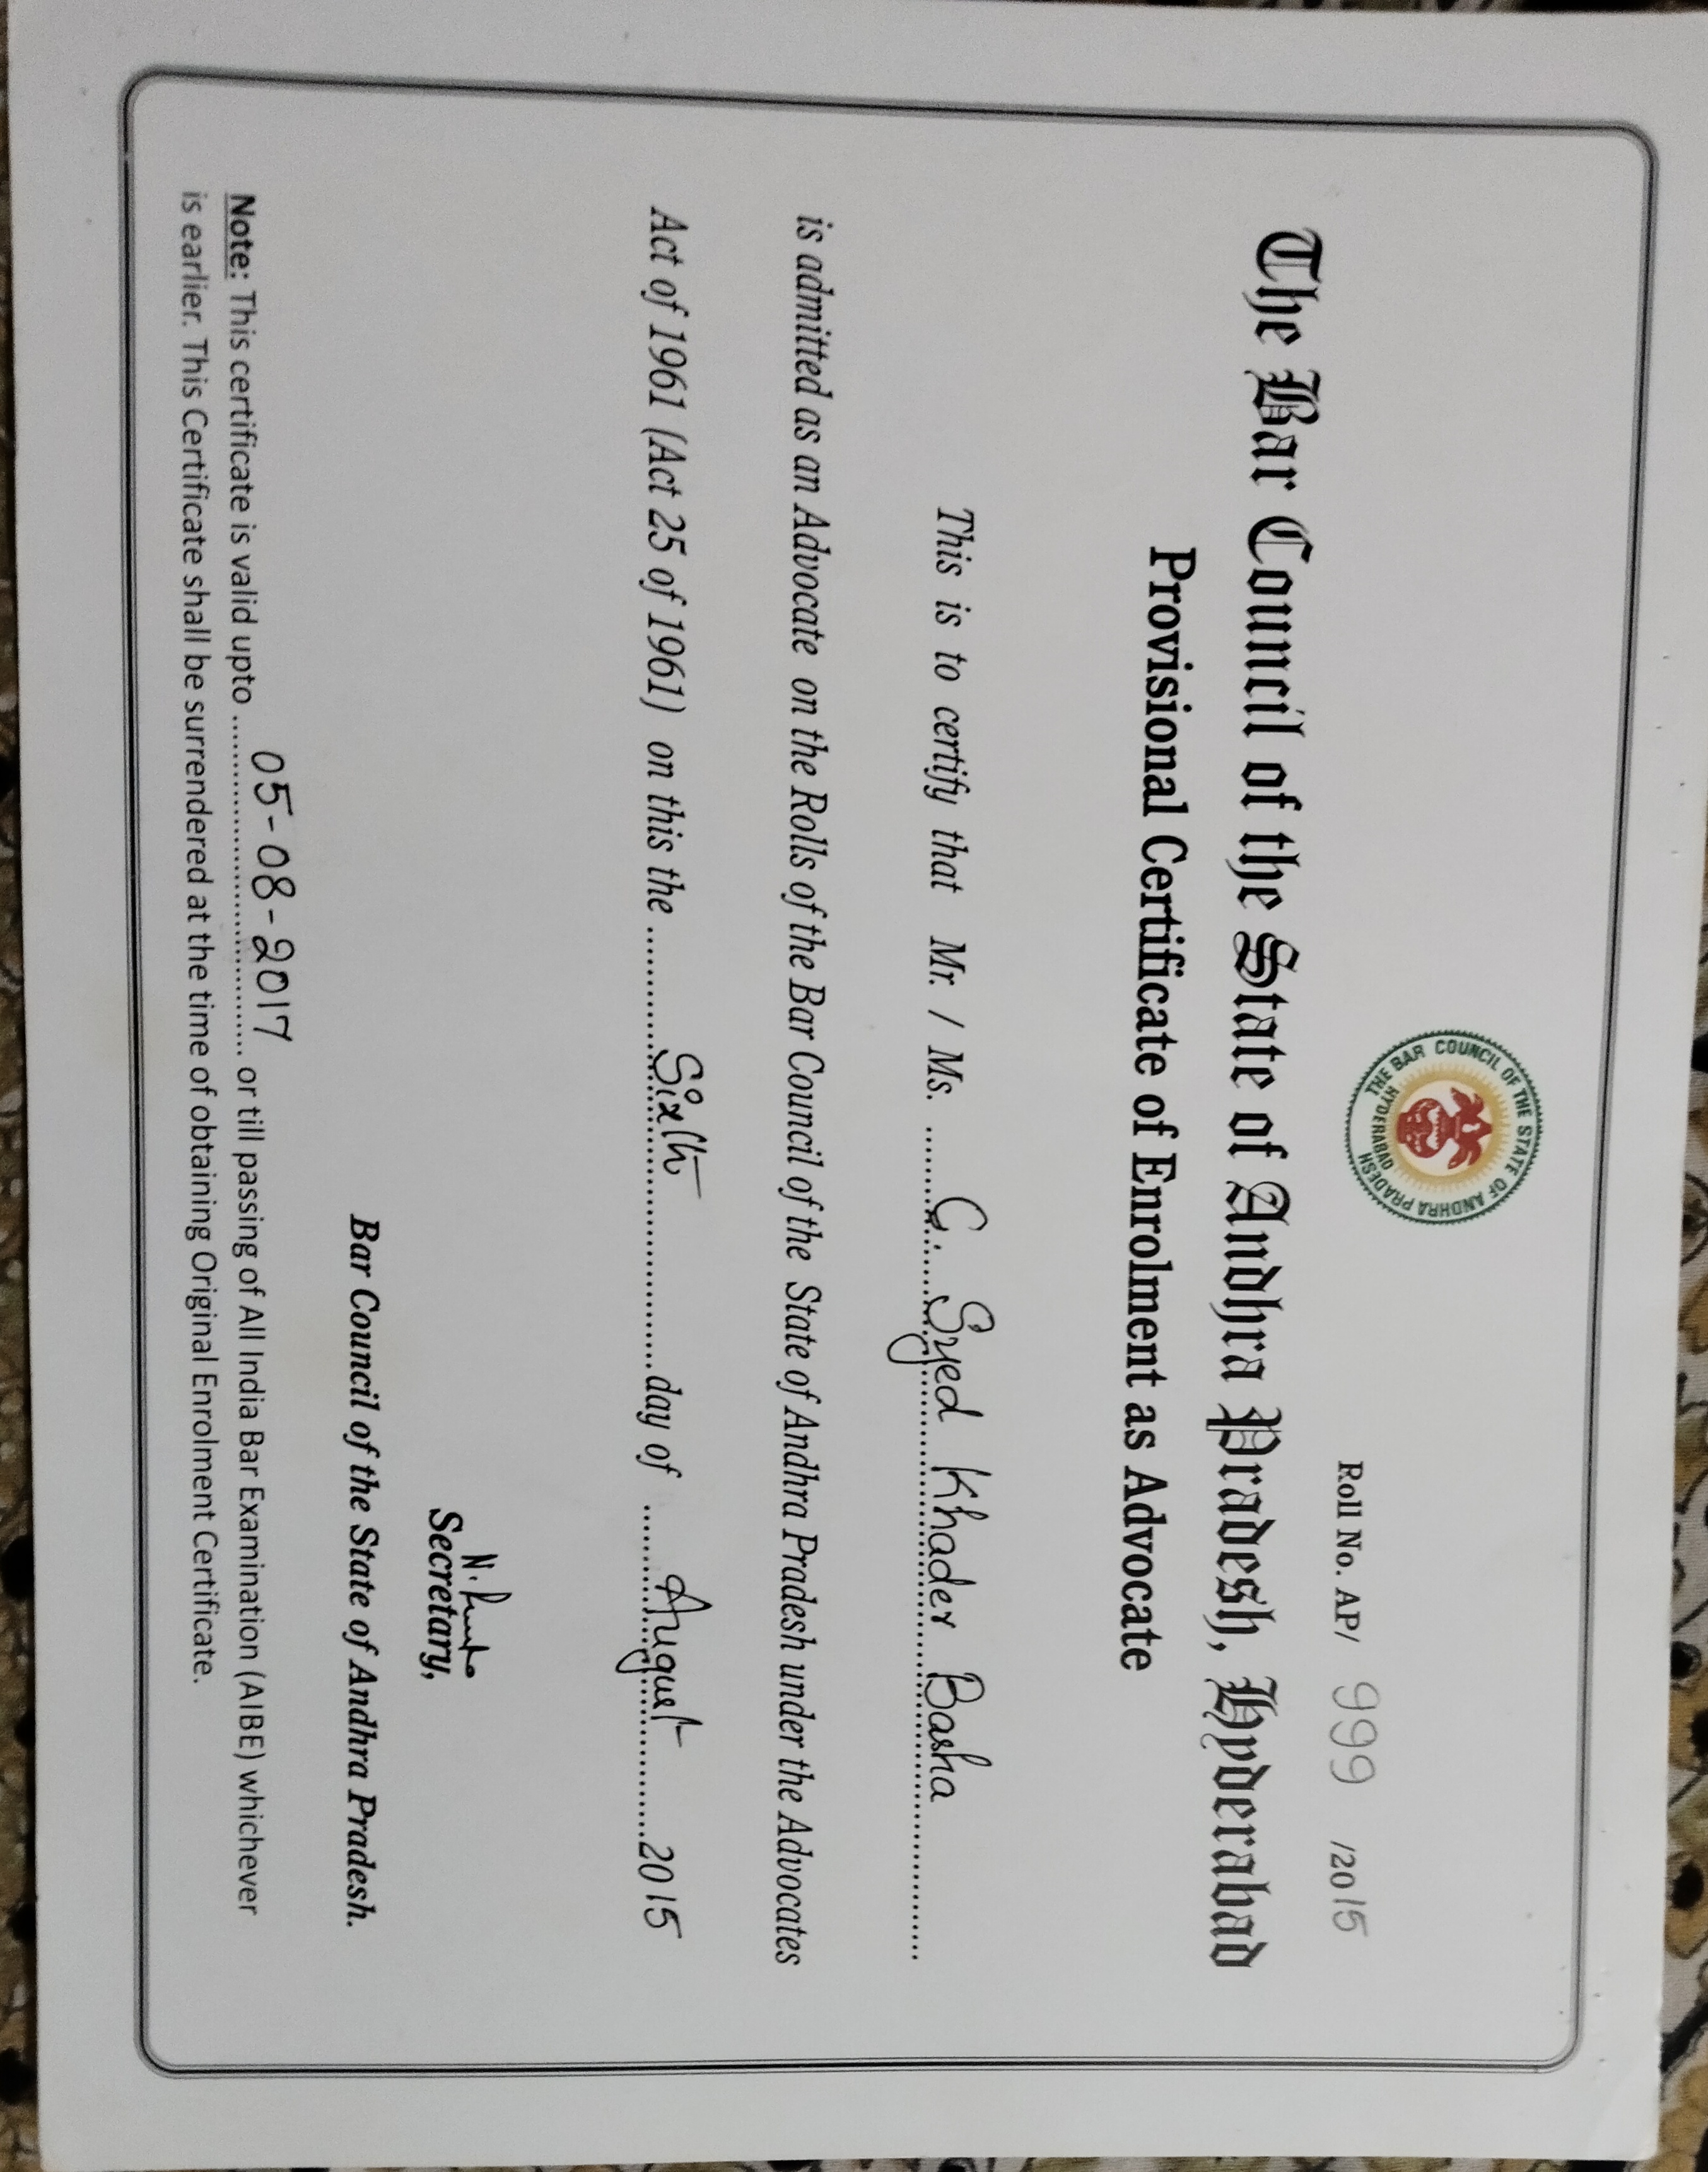 THE BAR COUNCIL OF THE STATE OF ANDHRA PRADESH
HYDERABAD
Roll No. AP/ 999 /2015
The Bar Council of the State of Andhra Pradesh, Hyderabad
Provisional Certificate of Enrolment as Advocate
This is to certify that Mr. / Ms. G. Syed Khader Basha
is admitted as an Advocate on the Rolls of the Bar Council of the State of Andhra Pradesh under the Advocates
Act of 1961 (Act 25 of 1961) on this the Sixth day of August 2015
Secretary,
Bar Council of the State of Andhra Pradesh.
Note: This certificate is valid upto 05-08-2017 or till passing of All India Bar Examination (AIBE) whichever
is earlier. This Certificate shall be surrendered at the time of obtaining Original Enrolment Certificate.